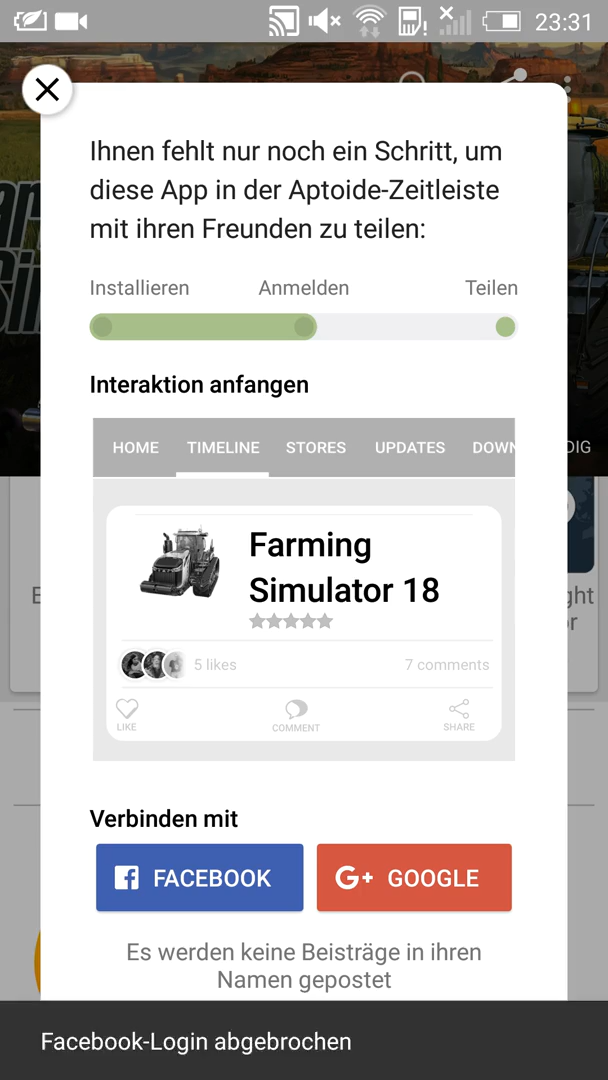 23:31
Ihnen fehlt nur noch ein Schritt, um
diese App in der Aptoide-Zeitleiste
mit ihren Freunden zu teilen:
Installieren Anmelden Teilen
Interaktion anfangen
HOME TIMELINE STORES UPDATES
Farming
Simulator 18
5 likes 7 comments
LIKE COMMENT SHARE
Verbinden mit
FACEBOOK G+ GOOGLE
Es werden keine Beisträge in ihren
Namen gepostet
Facebook-Login abgebrochen